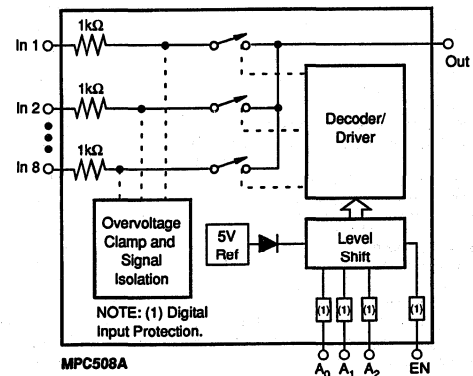 1kΩ
In 1
Out
1kΩ
In 2
Decoder/
Driver
1kΩ
In 8
Overvoltage
Clamp and
Signal
Isolation
5V
Ref
Level
Shift
NOTE: (1) Digital
Input Protection.
(1) (1) (1) (1)
MPC508A
A0 A1 A2 EN